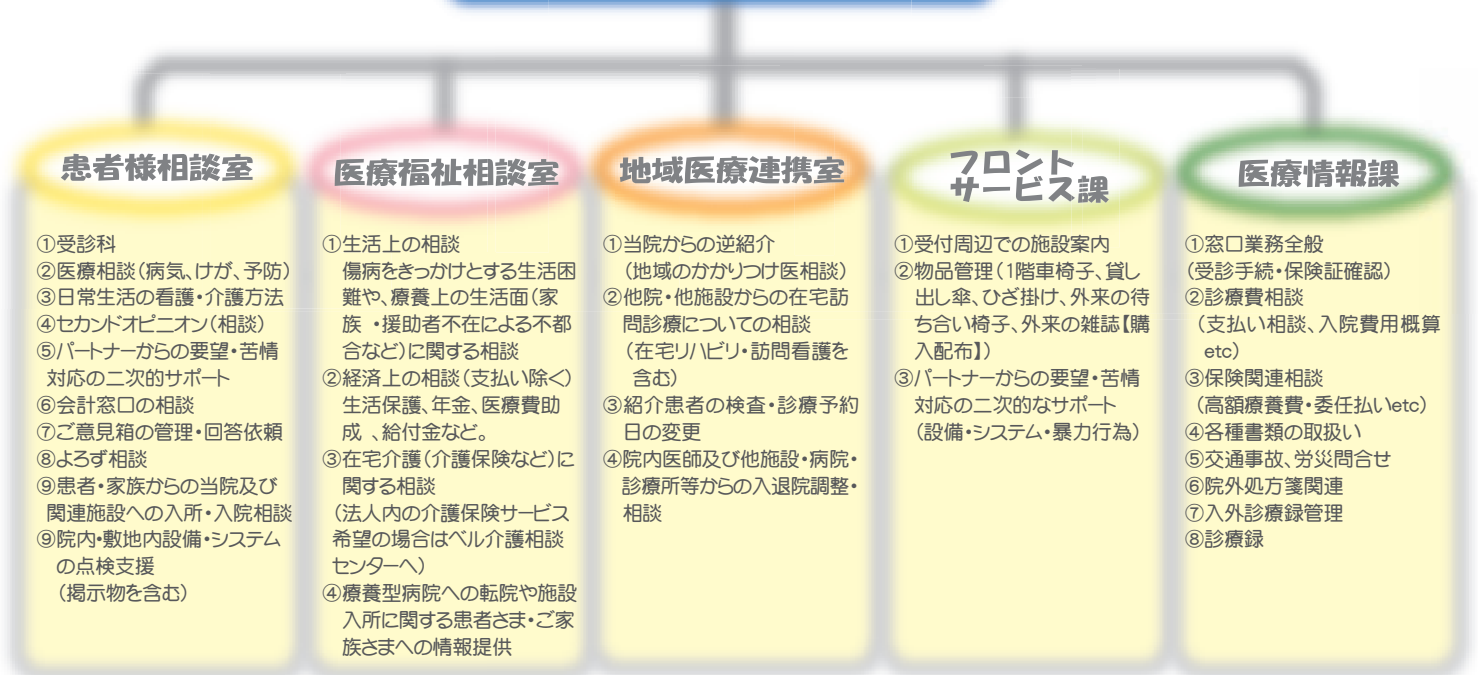 患者様相談室
①受診科
②医療相談(病気、けが、予防)
③日常生活の看護・介護方法
④セカンドオピニオン(相談)
⑤パートナーからの要望・苦情
対応の二次的サポート
⑥会計窓口の相談
⑦ご意見箱の管理・回答依頼
⑧よろず相談
⑨患者・家族からの当院及び
関連施設への入所・入院相談
⑨院内・敷地内設備・システム
の点検支援
(掲示物を含む)
医療福祉相談室
①生活上の相談
傷病をきっかけとする生活困
難や、療養上の生活面(家
族 ・援助者不在による不都
合など)に関する相談
②経済上の相談(支払い除く)
生活保護、年金、医療費助
成 、給付金など。
③在宅介護(介護保険など)に
関する相談
(法人内の介護保険サービス
希望の場合はベル介護相談
センターへ)
④療養型病院への転院や施設
入所に関する患者さま・ご家
族さまへの情報提供
地域医療連携室
①当院からの逆紹介
(地域のかかりつけ医相談)
②他院・他施設からの在宅訪
問診療についての相談
(在宅リハビリ・訪問看護を
含む)
③紹介患者の検査・診療予約
日の変更
④院内医師及び他施設・病院・
診療所等からの入退院調整・
相談
フロント
サービス課
①受付周辺での施設案内
②物品管理(1階車椅子、貸し
出し傘、ひざ掛け、外来の待
ち合い椅子、外来の雑誌【購
入配布】)
③パートナーからの要望・苦情
対応の二次的なサポート
(設備・システム・暴力行為)
医療情報課
①窓口業務全般
(受診手続・保険証確認)
②診療費相談
(支払い相談、入院費用概算
etc)
③保険関連相談
(高額療養費・委任払いetc)
④各種書類の取扱い
⑤交通事故、労災問合せ
⑥院外処方箋関連
⑦入外診療録管理
⑧診療録